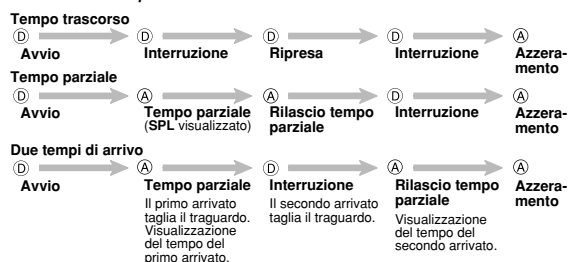 Tempo trascorso
D D D D A
Avvio Interruzione Ripresa Interruzione Azzera-
mento
Tempo parziale
D A A D A
Avvio Tempo parziale Rilascio tempo Interruzione Azzera-
(SPL visualizzato) parziale mento
Due tempi di arrivo
D A D A A
Avvio Tempo parziale Interruzione Rilascio tempo Azzera-
parziale mento
Il primo arrivato Il secondo arrivato
taglia il traguardo. taglia il traguardo. Visualizzazione
Visualizzazione del tempo del
del tempo del secondo arrivato.
primo arrivato.